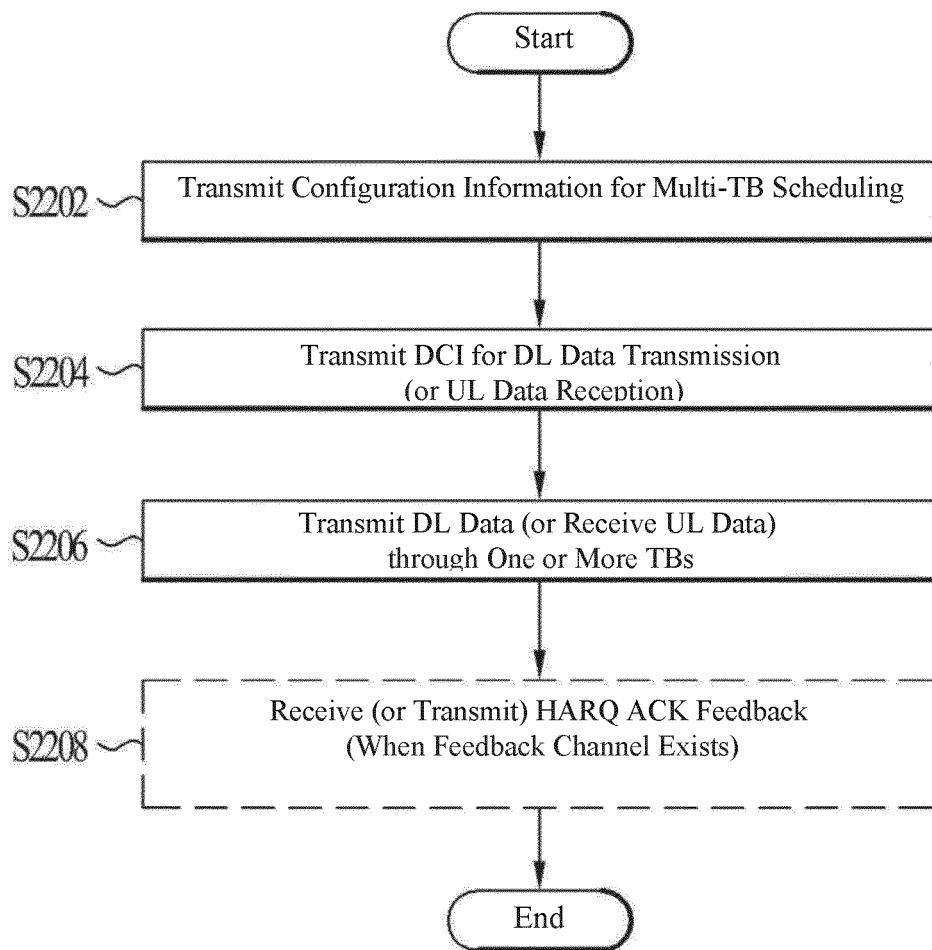 Start
S2202
Transmit Configuration Information for Multi-TB Scheduling
S2204
Transmit DCI for DL Data Transmission
(or UL Data Reception)
S2206
Transmit DL Data (or Receive UL Data)
through One or More TBs
S2208
Receive (or Transmit) HARQ ACK Feedback
(When Feedback Channel Exists)
End